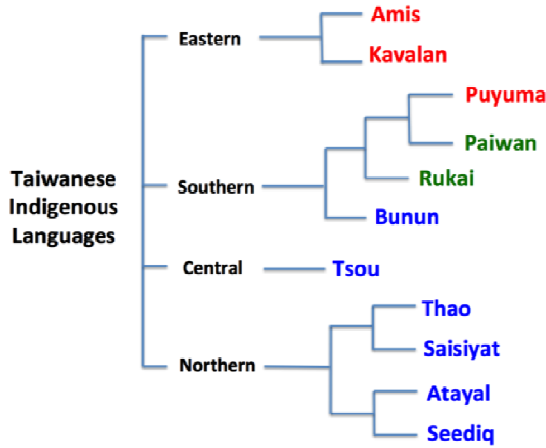 Taiwanese
Indigenous
Languages
Eastern
Amis
Kavalan
Southern
Puyuma
Paiwan
Rukai
Bunun
Central
Tsou
Northern
Thao
Saisiyat
Atayal
Seediq